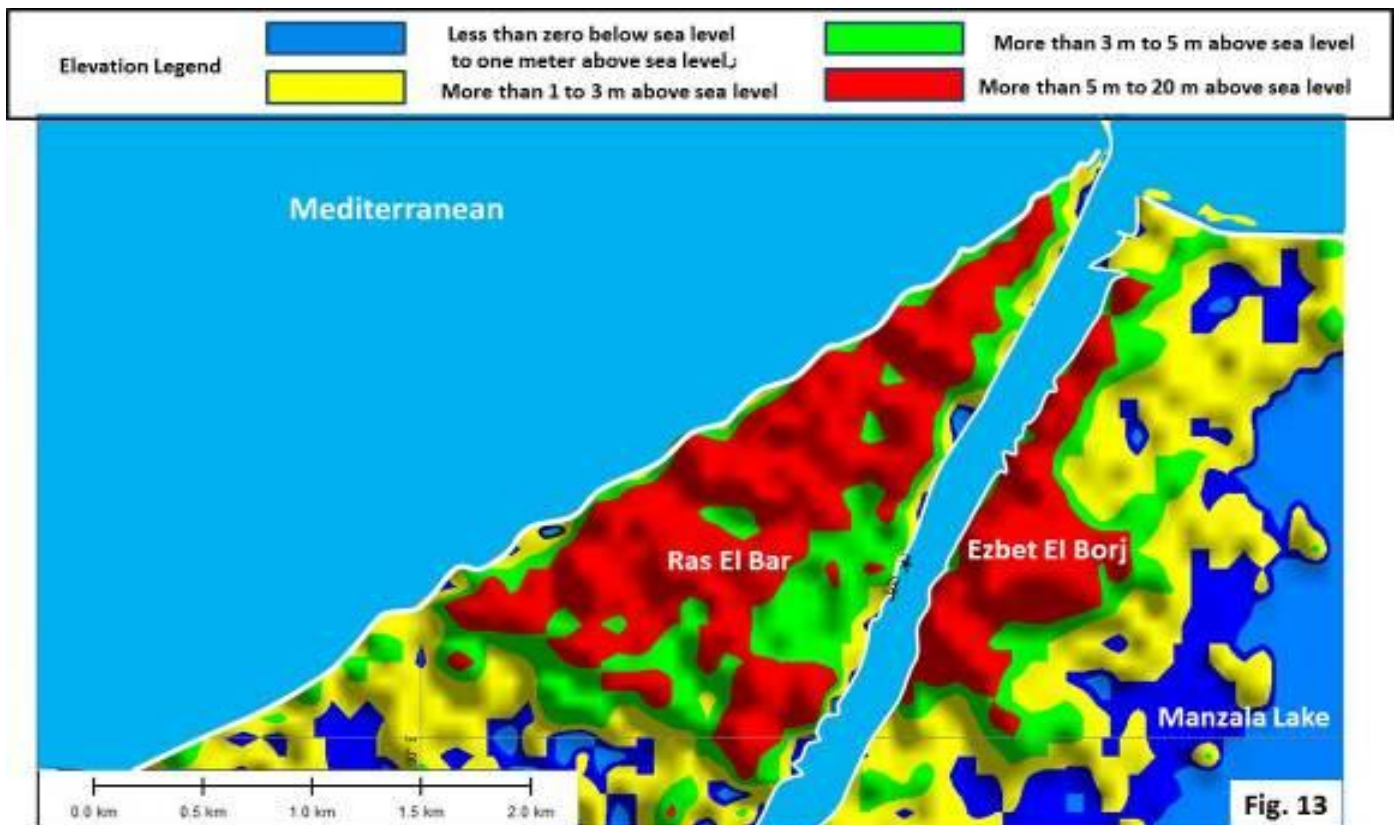 Elevation Legend
Less than zero below sea level
to one meter above sea level.
More than 1 to 3 m above sea level
More than 3 m to 5 m above sea level
More than 5 m to 20 m above sea level
Mediterranean
Ras El Bar
Ezbet El Borj
Manzala Lake
0.0 km 0.5 km 1.0 km 1.5 km 2.0 km
Fig. 13